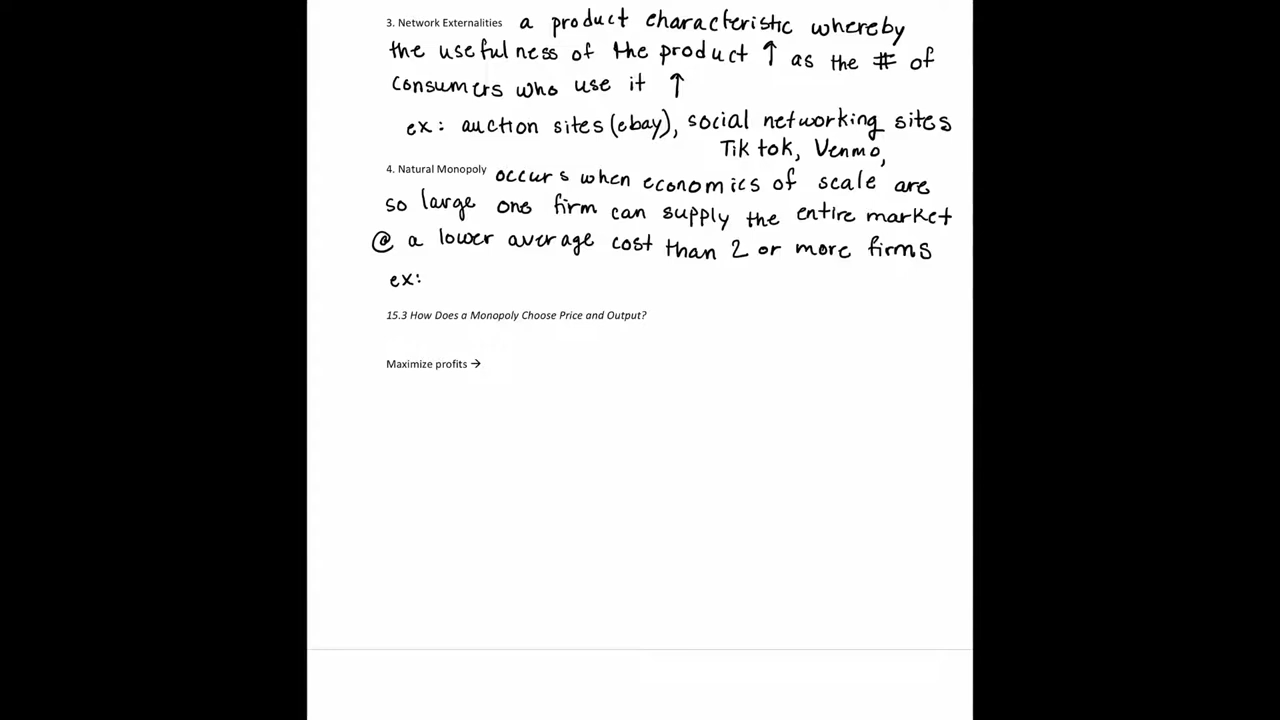 3. Network Externalities a product characteristic whereby
the usefulness of the product ↑ as the # of
consumers who use it ↑
ex: auction sites (ebay), social networking sites
Tik tok, Venmo,
4. Natural Monopoly occurs when economics of scale are
so large one firm can supply the entire market
@ a lower average cost than 2 or more firms
ex:
15.3 How Does a Monopoly Choose Price and Output?
Maximize profits →